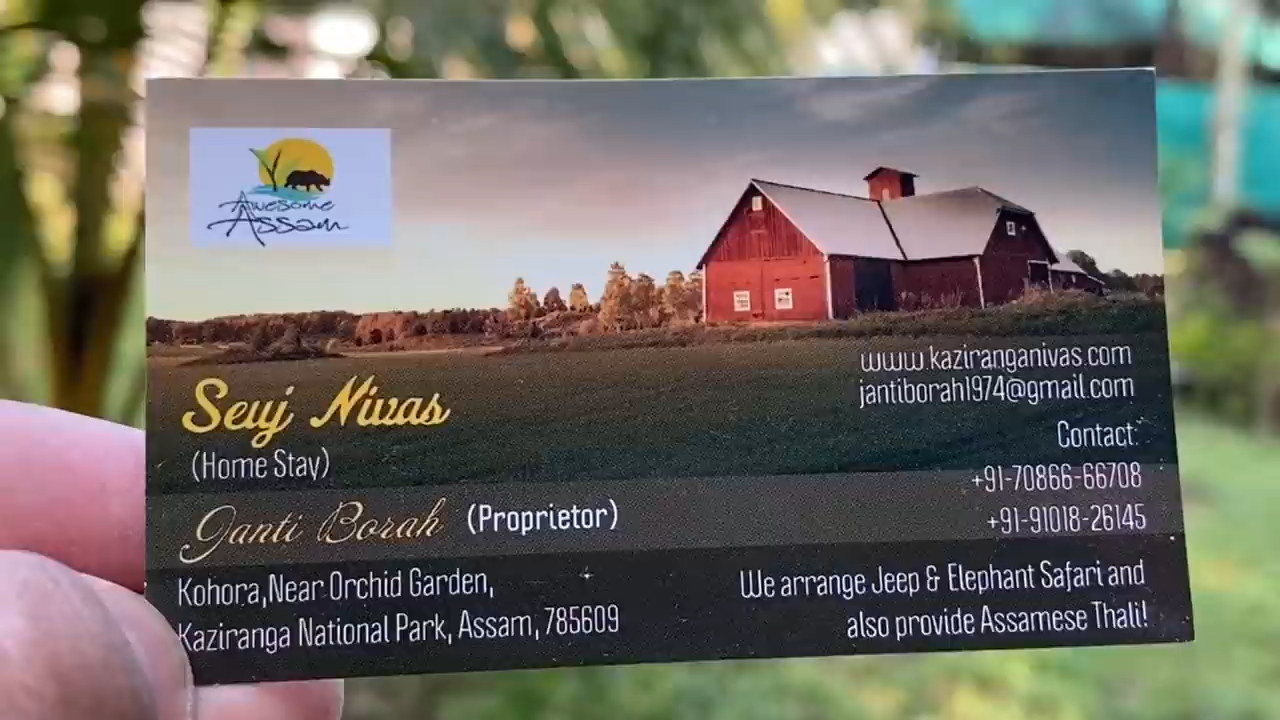 Awesome
Assam
Seuj Nivas
(Home Stay)
Janti Borah (Proprietor)
Kohora,Near Orchid Garden,
Kaziranga National Park, Assam, 785609
www.kaziranganivas.com
jantiborah1974@gmail.com
Contact:
+91-70866-66708
+91-91018-26145
We arrange Jeep & Elephant Safari and
also provide Assamese Thali!